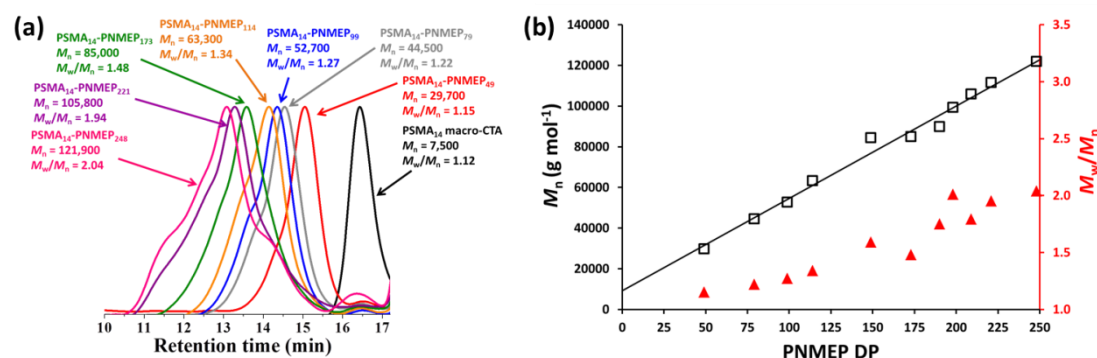 (a)
PSMA14-PNMEP173
Mn = 85,000
Mw/Mn = 1.48
PSMA14-PNMEP114
Mn = 63,300
Mw/Mn = 1.34
PSMA14-PNMEP99
Mn = 52,700
Mw/Mn = 1.27
PSMA14-PNMEP79
Mn = 44,500
Mw/Mn = 1.22
PSMA14-PNMEP221
Mn = 105,800
Mw/Mn = 1.94
PSMA14-PNMEP49
Mn = 29,700
Mw/Mn = 1.15
PSMA14-PNMEP248
Mn = 121,900
Mw/Mn = 2.04
PSMA14 macro-CTA
Mn = 7,500
Mw/Mn = 1.12
10 11 12 13 14 15 16 17
Retention time (min)
(b)
140000
120000
100000
80000
60000
40000
20000
0
Mn (g mol-1)
3.5
3.0
2.5
2.0
1.5
1.0
Mw/Mn
0 25 50 75 100 125 150 175 200 225 250
PNMEP DP